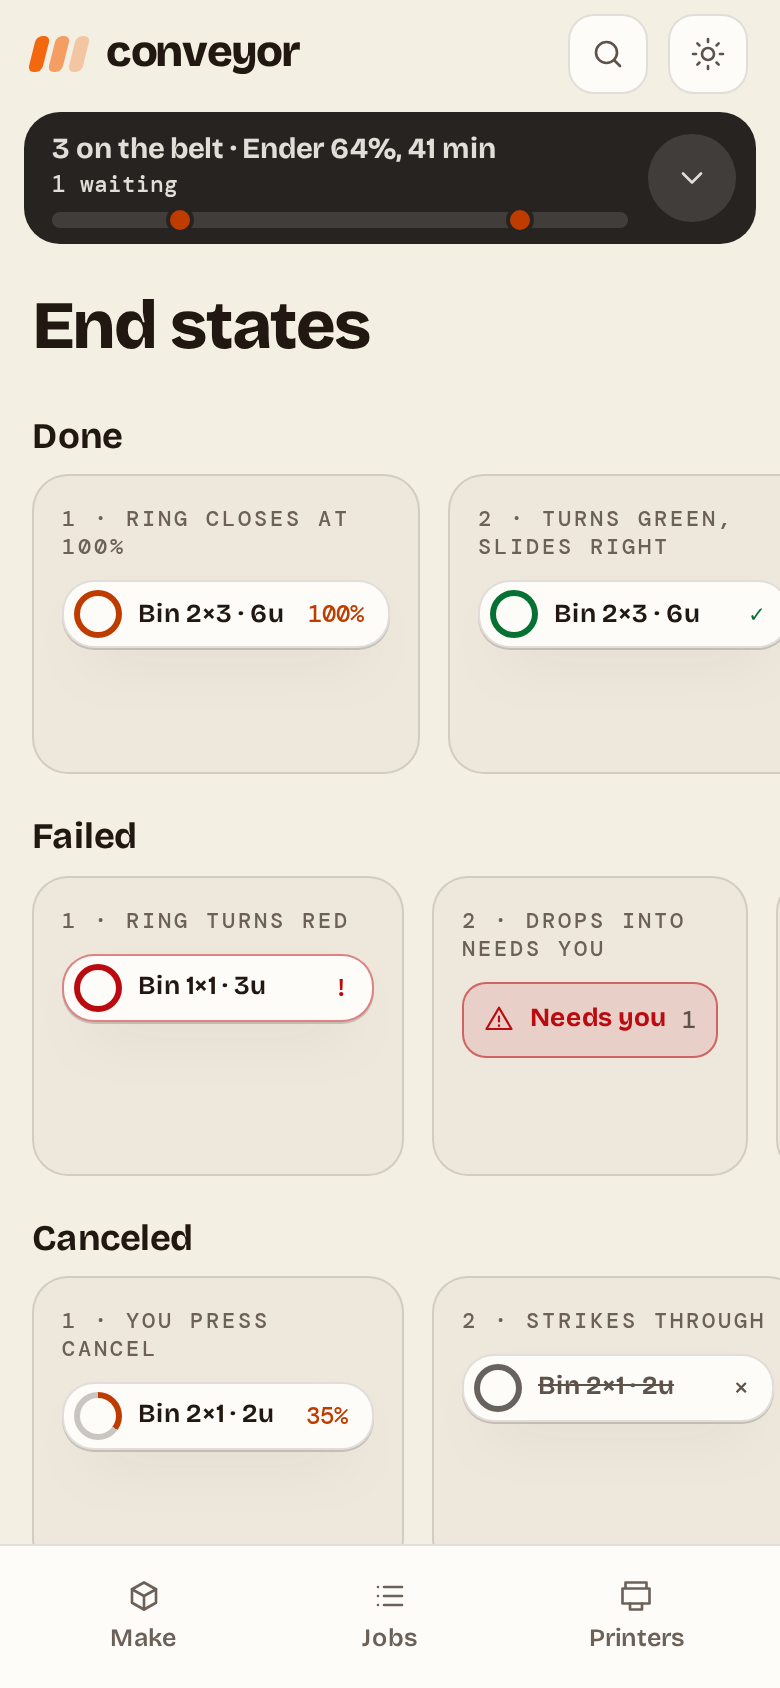 conveyor
3 on the belt · Ender 64%, 41 min
1 waiting
End states
Done
1 · RING CLOSES AT
100%
Bin 2×3 · 6u 100%
2 · TURNS GREEN,
SLIDES RIGHT
Bin 2×3 · 6u ✓
Failed
1 · RING TURNS RED
Bin 1×1 · 3u !
2 · DROPS INTO
NEEDS YOU
Needs you 1
Canceled
1 · YOU PRESS
CANCEL
Bin 2×1 · 2u 35%
2 · STRIKES THROUGH
Bin 2×1 · 2u ×
Make
Jobs
Printers